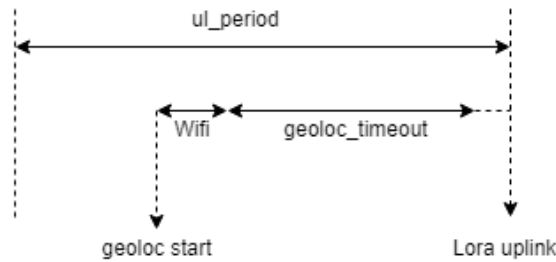 ul_period
Wifi
geoloc_timeout
geoloc start
Lora uplink